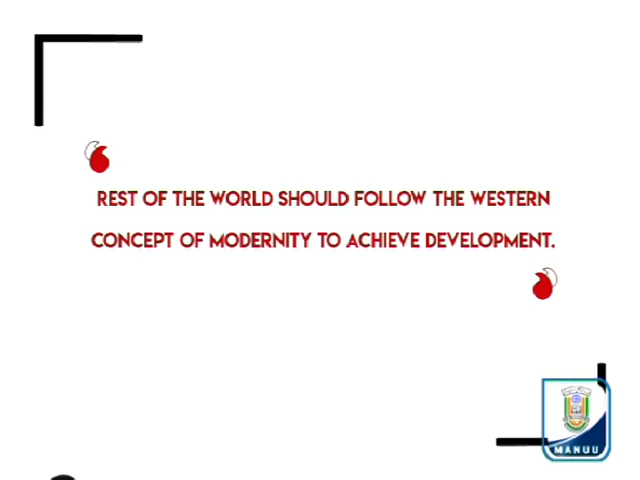 REST OF THE WORLD SHOULD FOLLOW THE WESTERN
CONCEPT OF MODERNITY TO ACHIEVE DEVELOPMENT.
MANUU